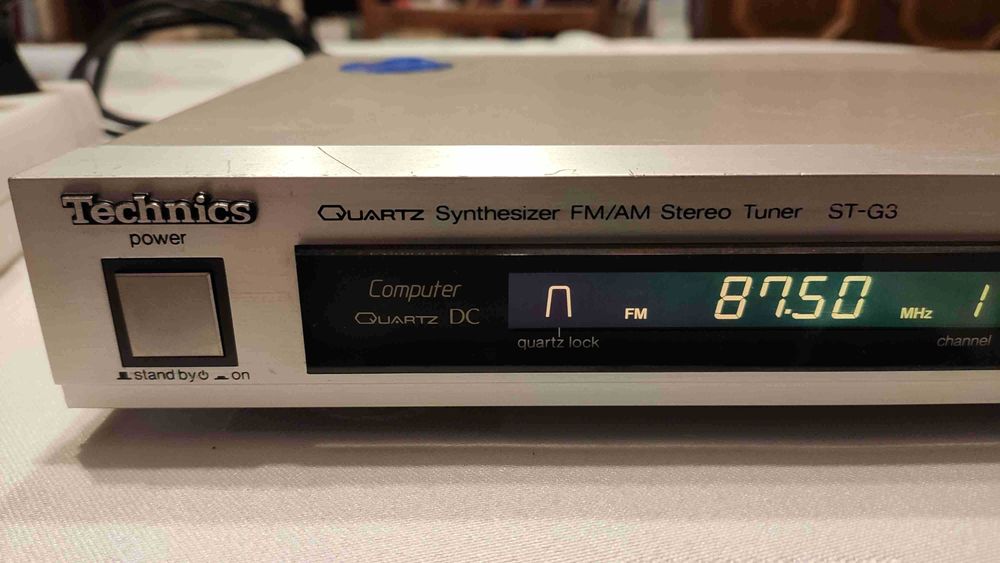 Technics
power
QUARTZ Synthesizer FM/AM Stereo Tuner ST-G3
Computer
QUARTZ DC
FM 87.50 MHz 1
quartz lock
channel
stand by on